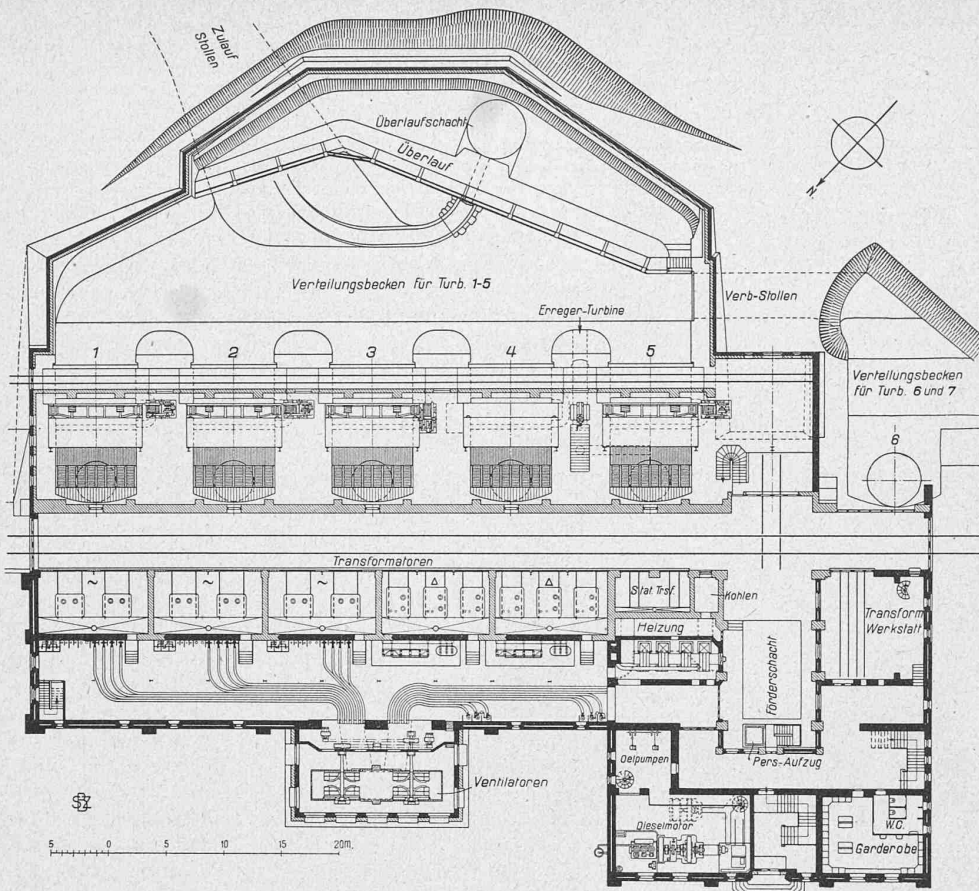 Zulauf
Stollen
Überlaufschacht
Überlauf
N
Verteilungsbecken für Turb. 1-5
Verb-Stollen
Erreger-Turbine
1
2
3
4
5
Verteilungsbecken
für Turb. 6 und 7
6
Transformatoren
~
~
~
Δ
Δ
Stat. Trsf.
Kohlen
Heizung
Transform
Werkstatt
Förderschacht
Oelpumpen
Pers-Aufzug
Ventilatoren
Dieselmotor
W.C.
Garderobe
5 0 5 10 15 20m.